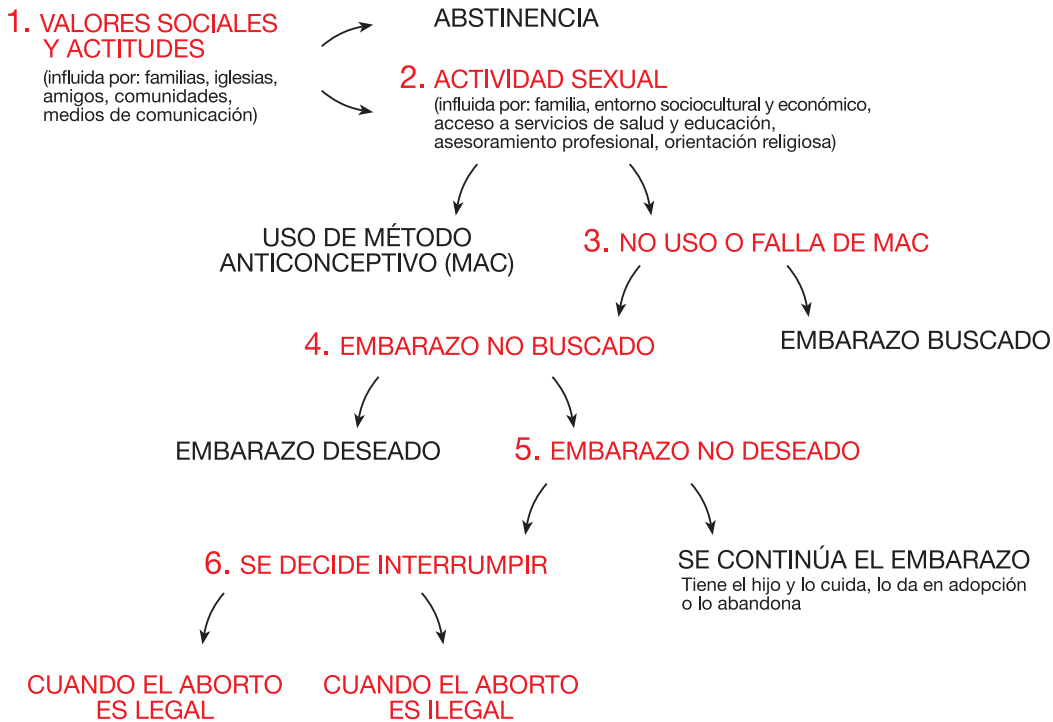 1. VALORES SOCIALES
Y ACTITUDES
(influida por: familias, iglesias,
amigos, comunidades,
medios de comunicación)
ABSTINENCIA
2. ACTIVIDAD SEXUAL
(influida por: familia, entorno sociocultural y económico,
acceso a servicios de salud y educación,
asesoramiento profesional, orientación religiosa)
USO DE MÉTODO
ANTICONCEPTIVO (MAC)
3. NO USO O FALLA DE MAC
4. EMBARAZO NO BUSCADO
EMBARAZO BUSCADO
EMBARAZO DESEADO
5. EMBARAZO NO DESEADO
6. SE DECIDE INTERRUMPIR
SE CONTINÚA EL EMBARAZO
Tiene el hijo y lo cuida, lo da en adopción
o lo abandona
CUANDO EL ABORTO
ES LEGAL
CUANDO EL ABORTO
ES ILEGAL